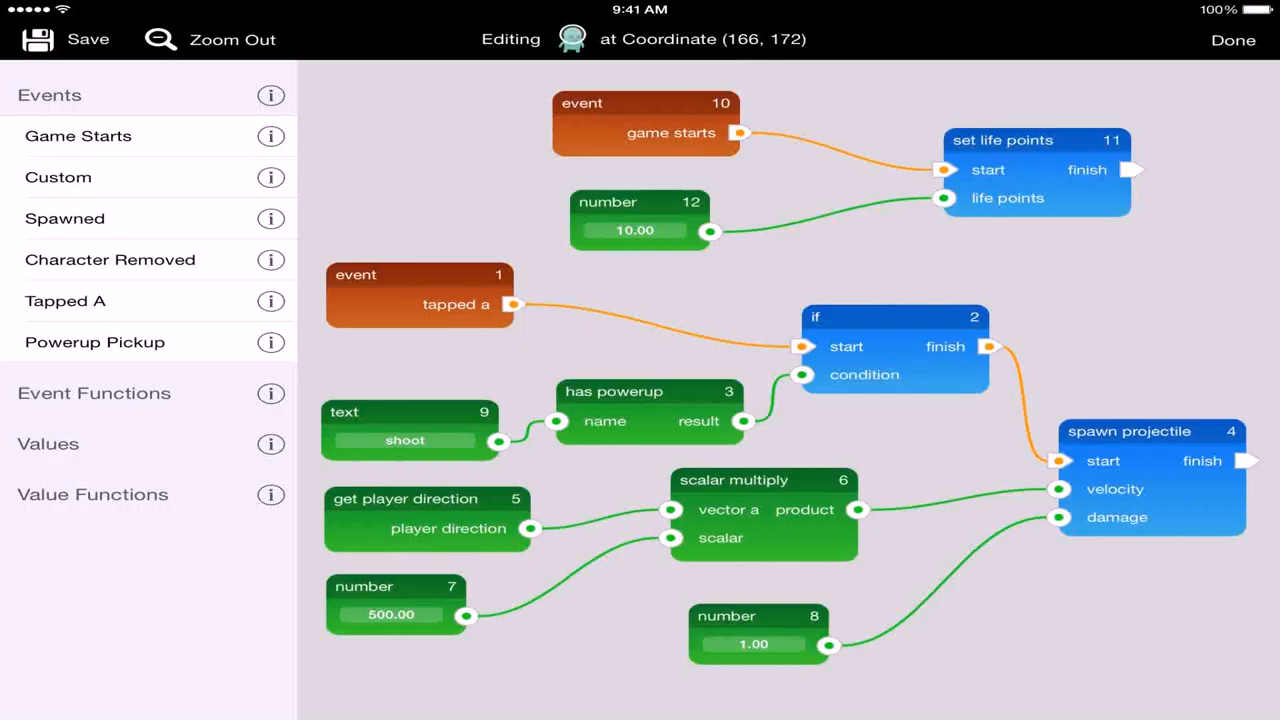 9:41 AM
100%
Save
Zoom Out
Editing at Coordinate (166, 172)
Done
Events
Game Starts
Custom
Spawned
Character Removed
Tapped A
Powerup Pickup
Event Functions
Values
Value Functions
event 10
game starts
set life points 11
start finish
life points
number 12
10.00
event 1
tapped a
if 2
start finish
condition
has powerup 3
name result
text 9
shoot
spawn projectile 4
start finish
velocity
damage
scalar multiply 6
vector a product
scalar
get player direction 5
player direction
number 7
500.00
number 8
1.00